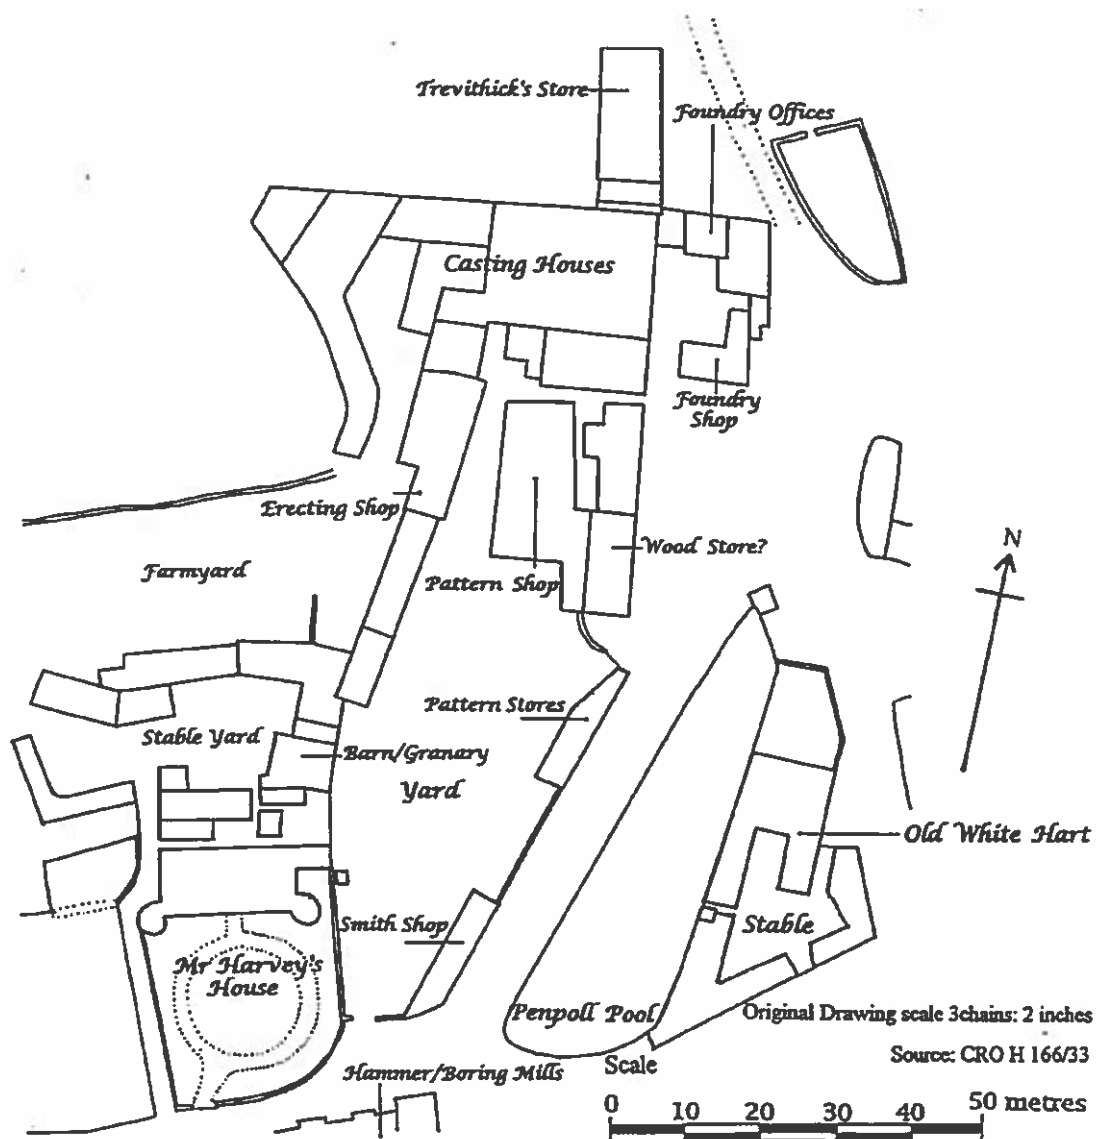 Trevithick's Store
Foundry Offices
Casting Houses
Foundry
Shop
Erecting Shop
Wood Store?
N
Farmyard
Pattern Shop
Pattern Stores
Stable Yard
Barn/Granary
Yard
Old White Hart
Smith Shop
Stable
Mr Harvey's
House
Penpoll Pool
Original Drawing scale 3chains: 2 inches
Source: CRO H 166/33
Scale
Hammer/Boring Mills
0 10 20 30 40 50 metres